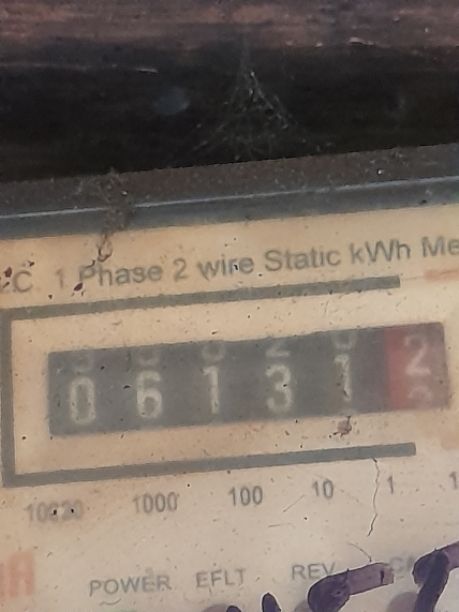 .C. 1 Phase 2 wire Static kWh Me
0 6 1 3 1 2
1000 100 10 1
POWER EFLT REV